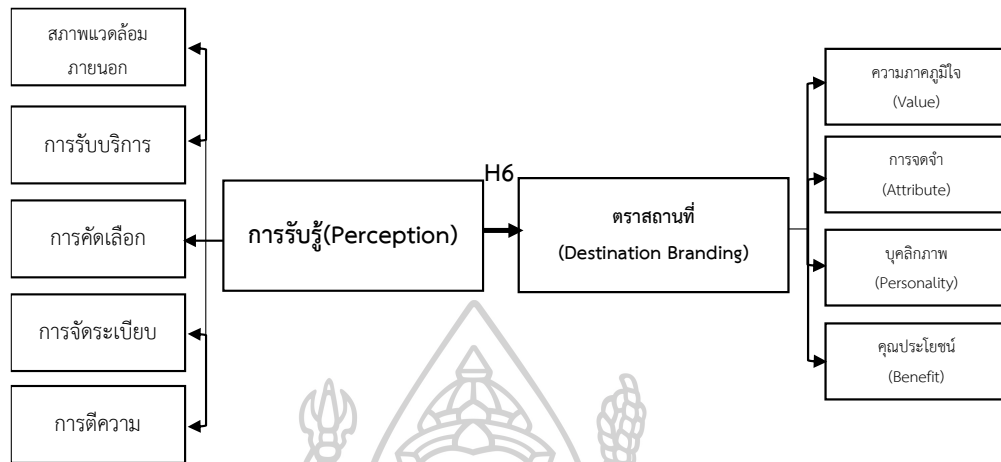 สภาพแวดล้อม
ภายนอก
การรับบริการ
การคัดเลือก
การจัดระเบียบ
การตีความ
การรับรู้(Perception)
H6
ตราสถานที่
(Destination Branding)
ความภาคภูมิใจ
(Value)
การจดจำ
(Attribute)
บุคลิกภาพ
(Personality)
คุณประโยชน์
(Benefit)